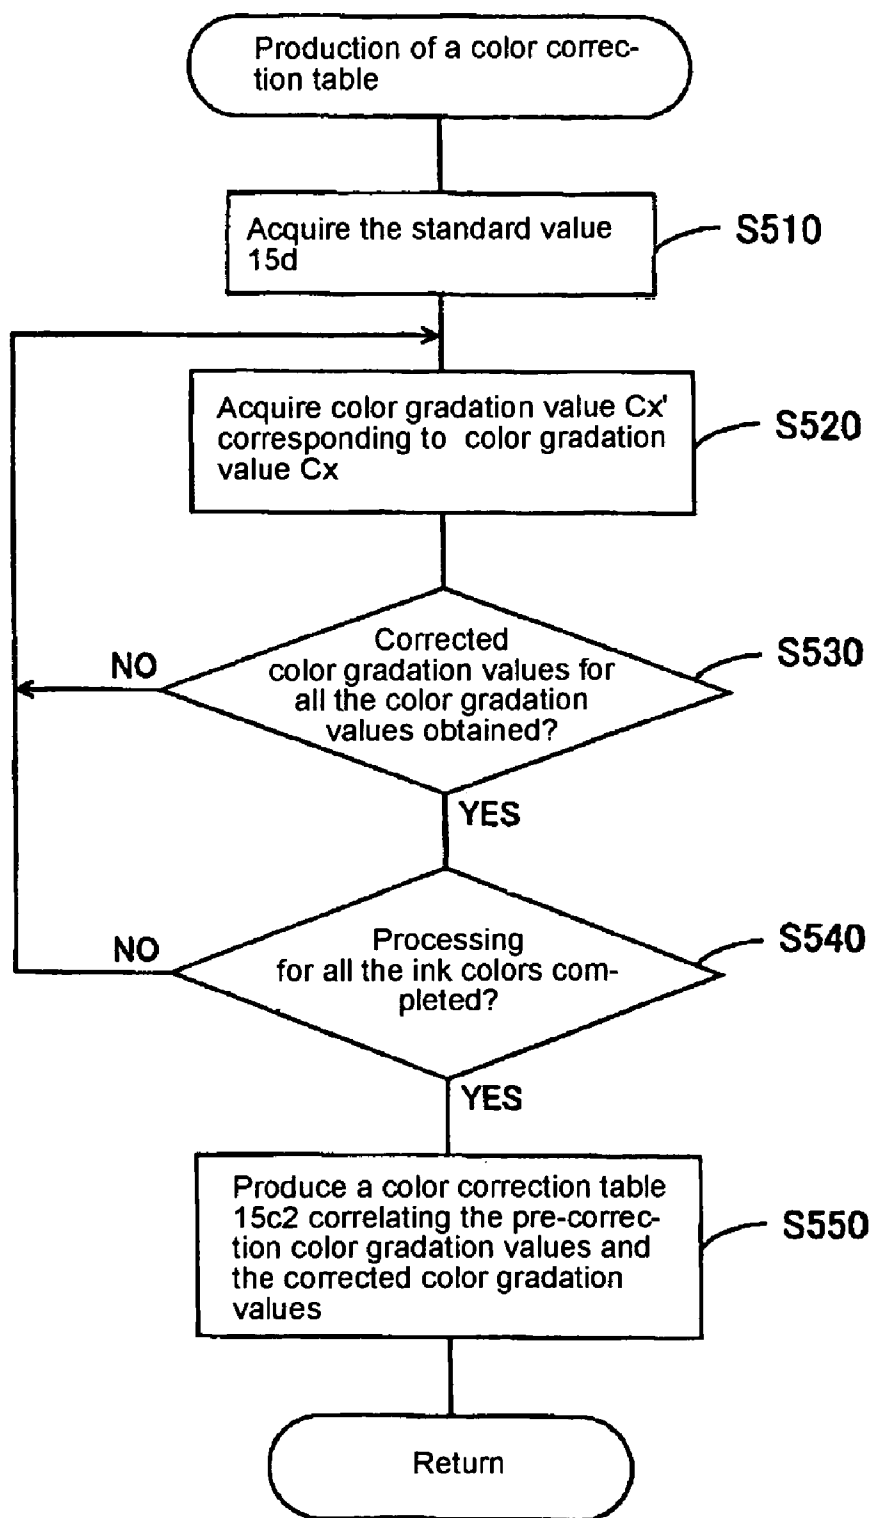 Production of a color correc-
tion table
Acquire the standard value
15d
S510
Acquire color gradation value Cx'
corresponding to color gradation
value Cx
S520
Corrected
color gradation values for
all the color gradation
values obtained?
S530
NO
YES
Processing
for all the ink colors com-
pleted?
S540
NO
YES
Produce a color correction table
15c2 correlating the pre-correc-
tion color gradation values and
the corrected color gradation
values
S550
Return